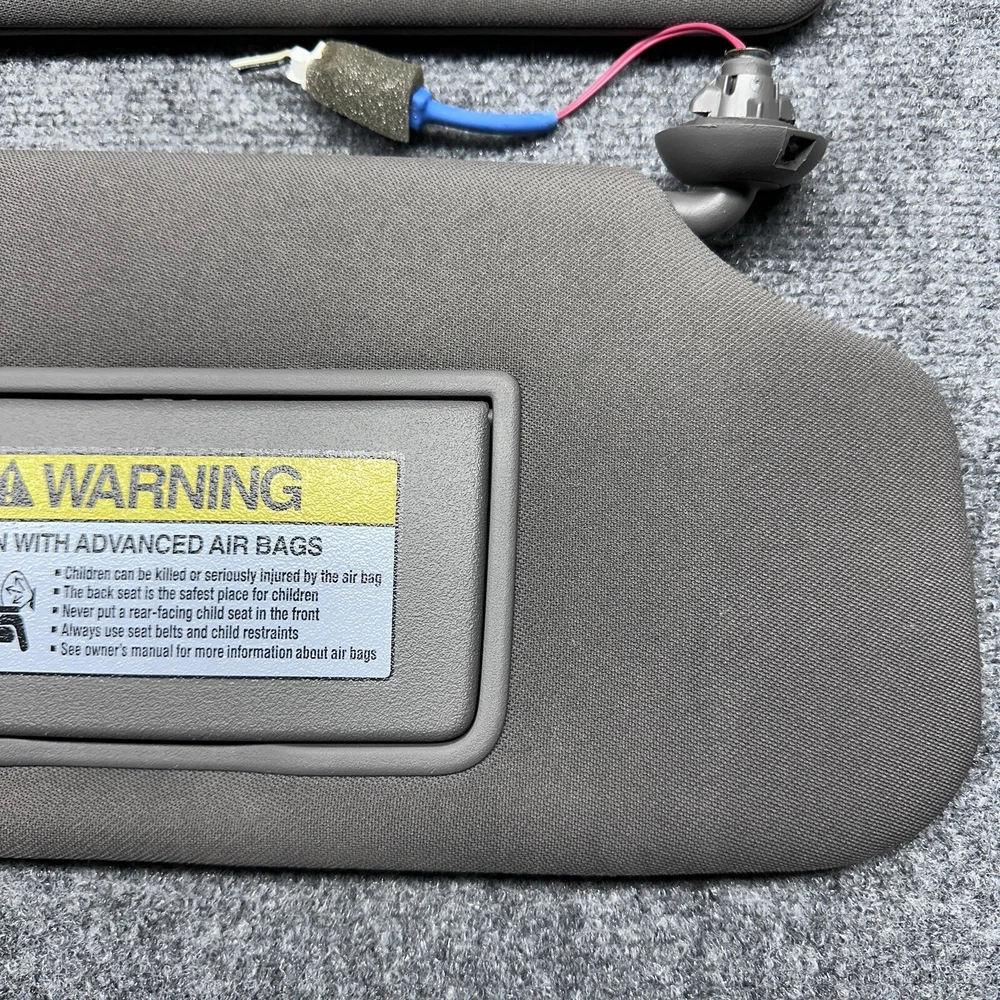 WARNING
N WITH ADVANCED AIR BAGS
▪ Children can be killed or seriously injured by the air bag
▪ The back seat is the safest place for children
▪ Never put a rear-facing child seat in the front
▪ Always use seat belts and child restraints
▪ See owner's manual for more information about air bags